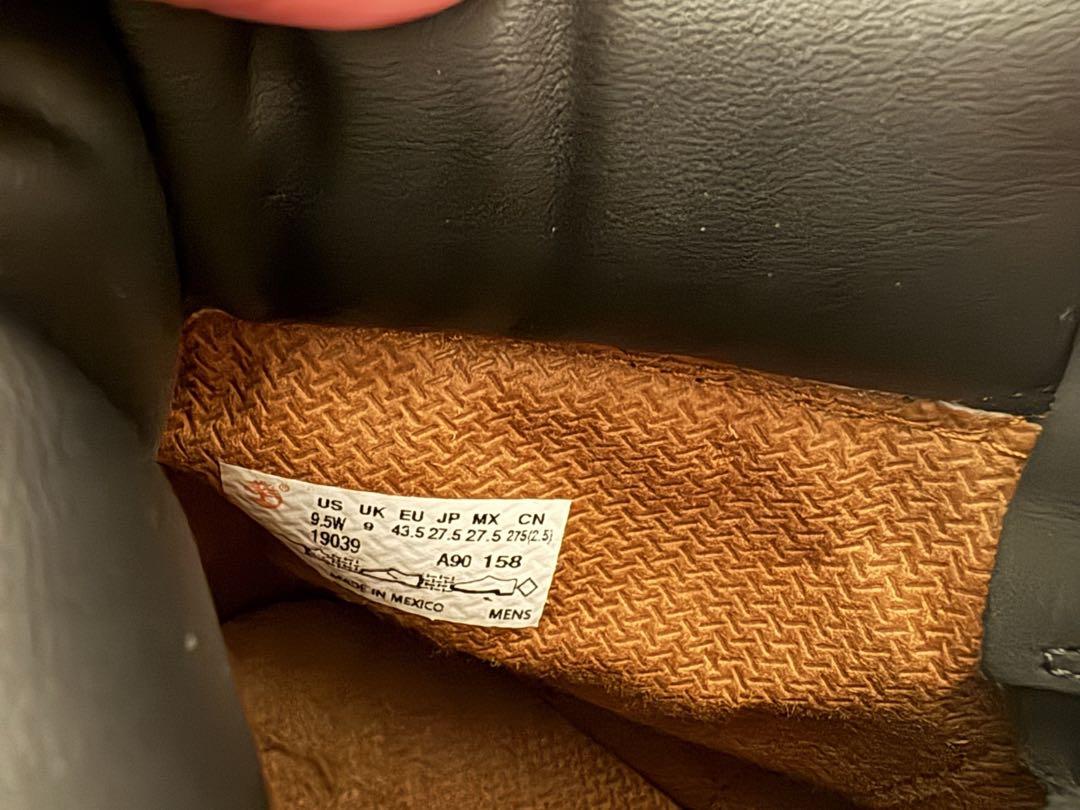 ®
US UK EU JP MX CN
9.5W 9 43.5 27.5 27.5 275(2.5)
19039 A90 158
MADE IN MEXICO
MENS